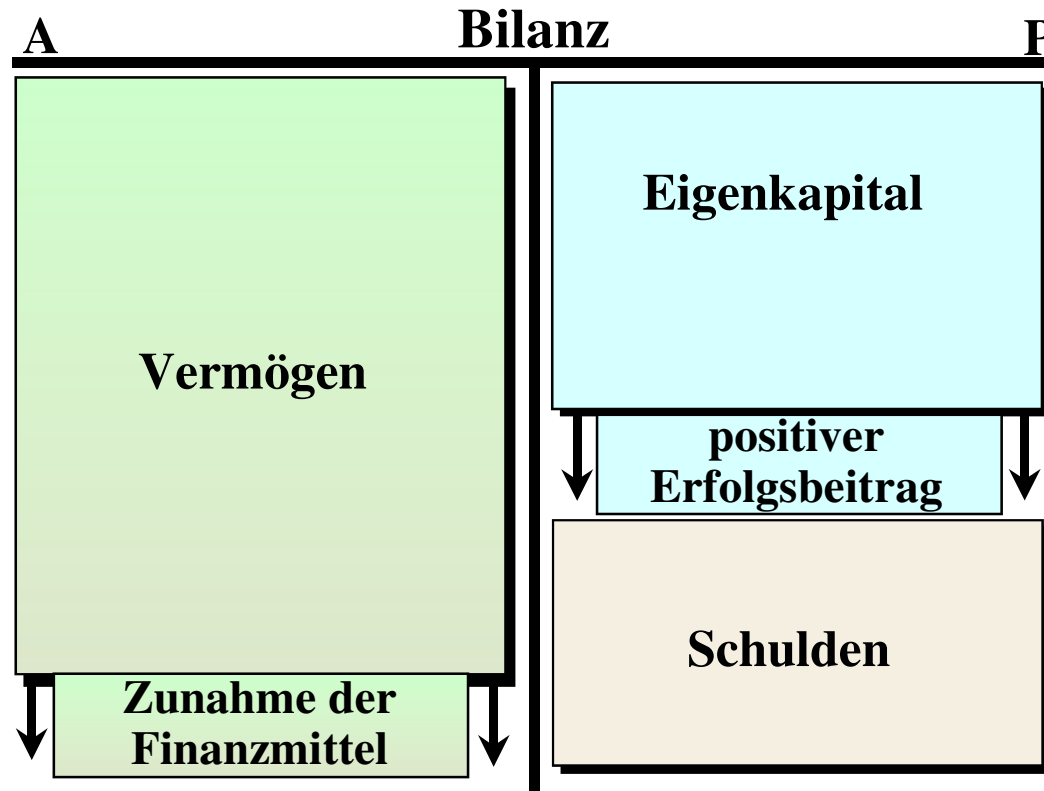 A Bilanz P
Vermögen
Zunahme der
Finanzmittel
Eigenkapital
positiver
Erfolgsbeitrag
Schulden